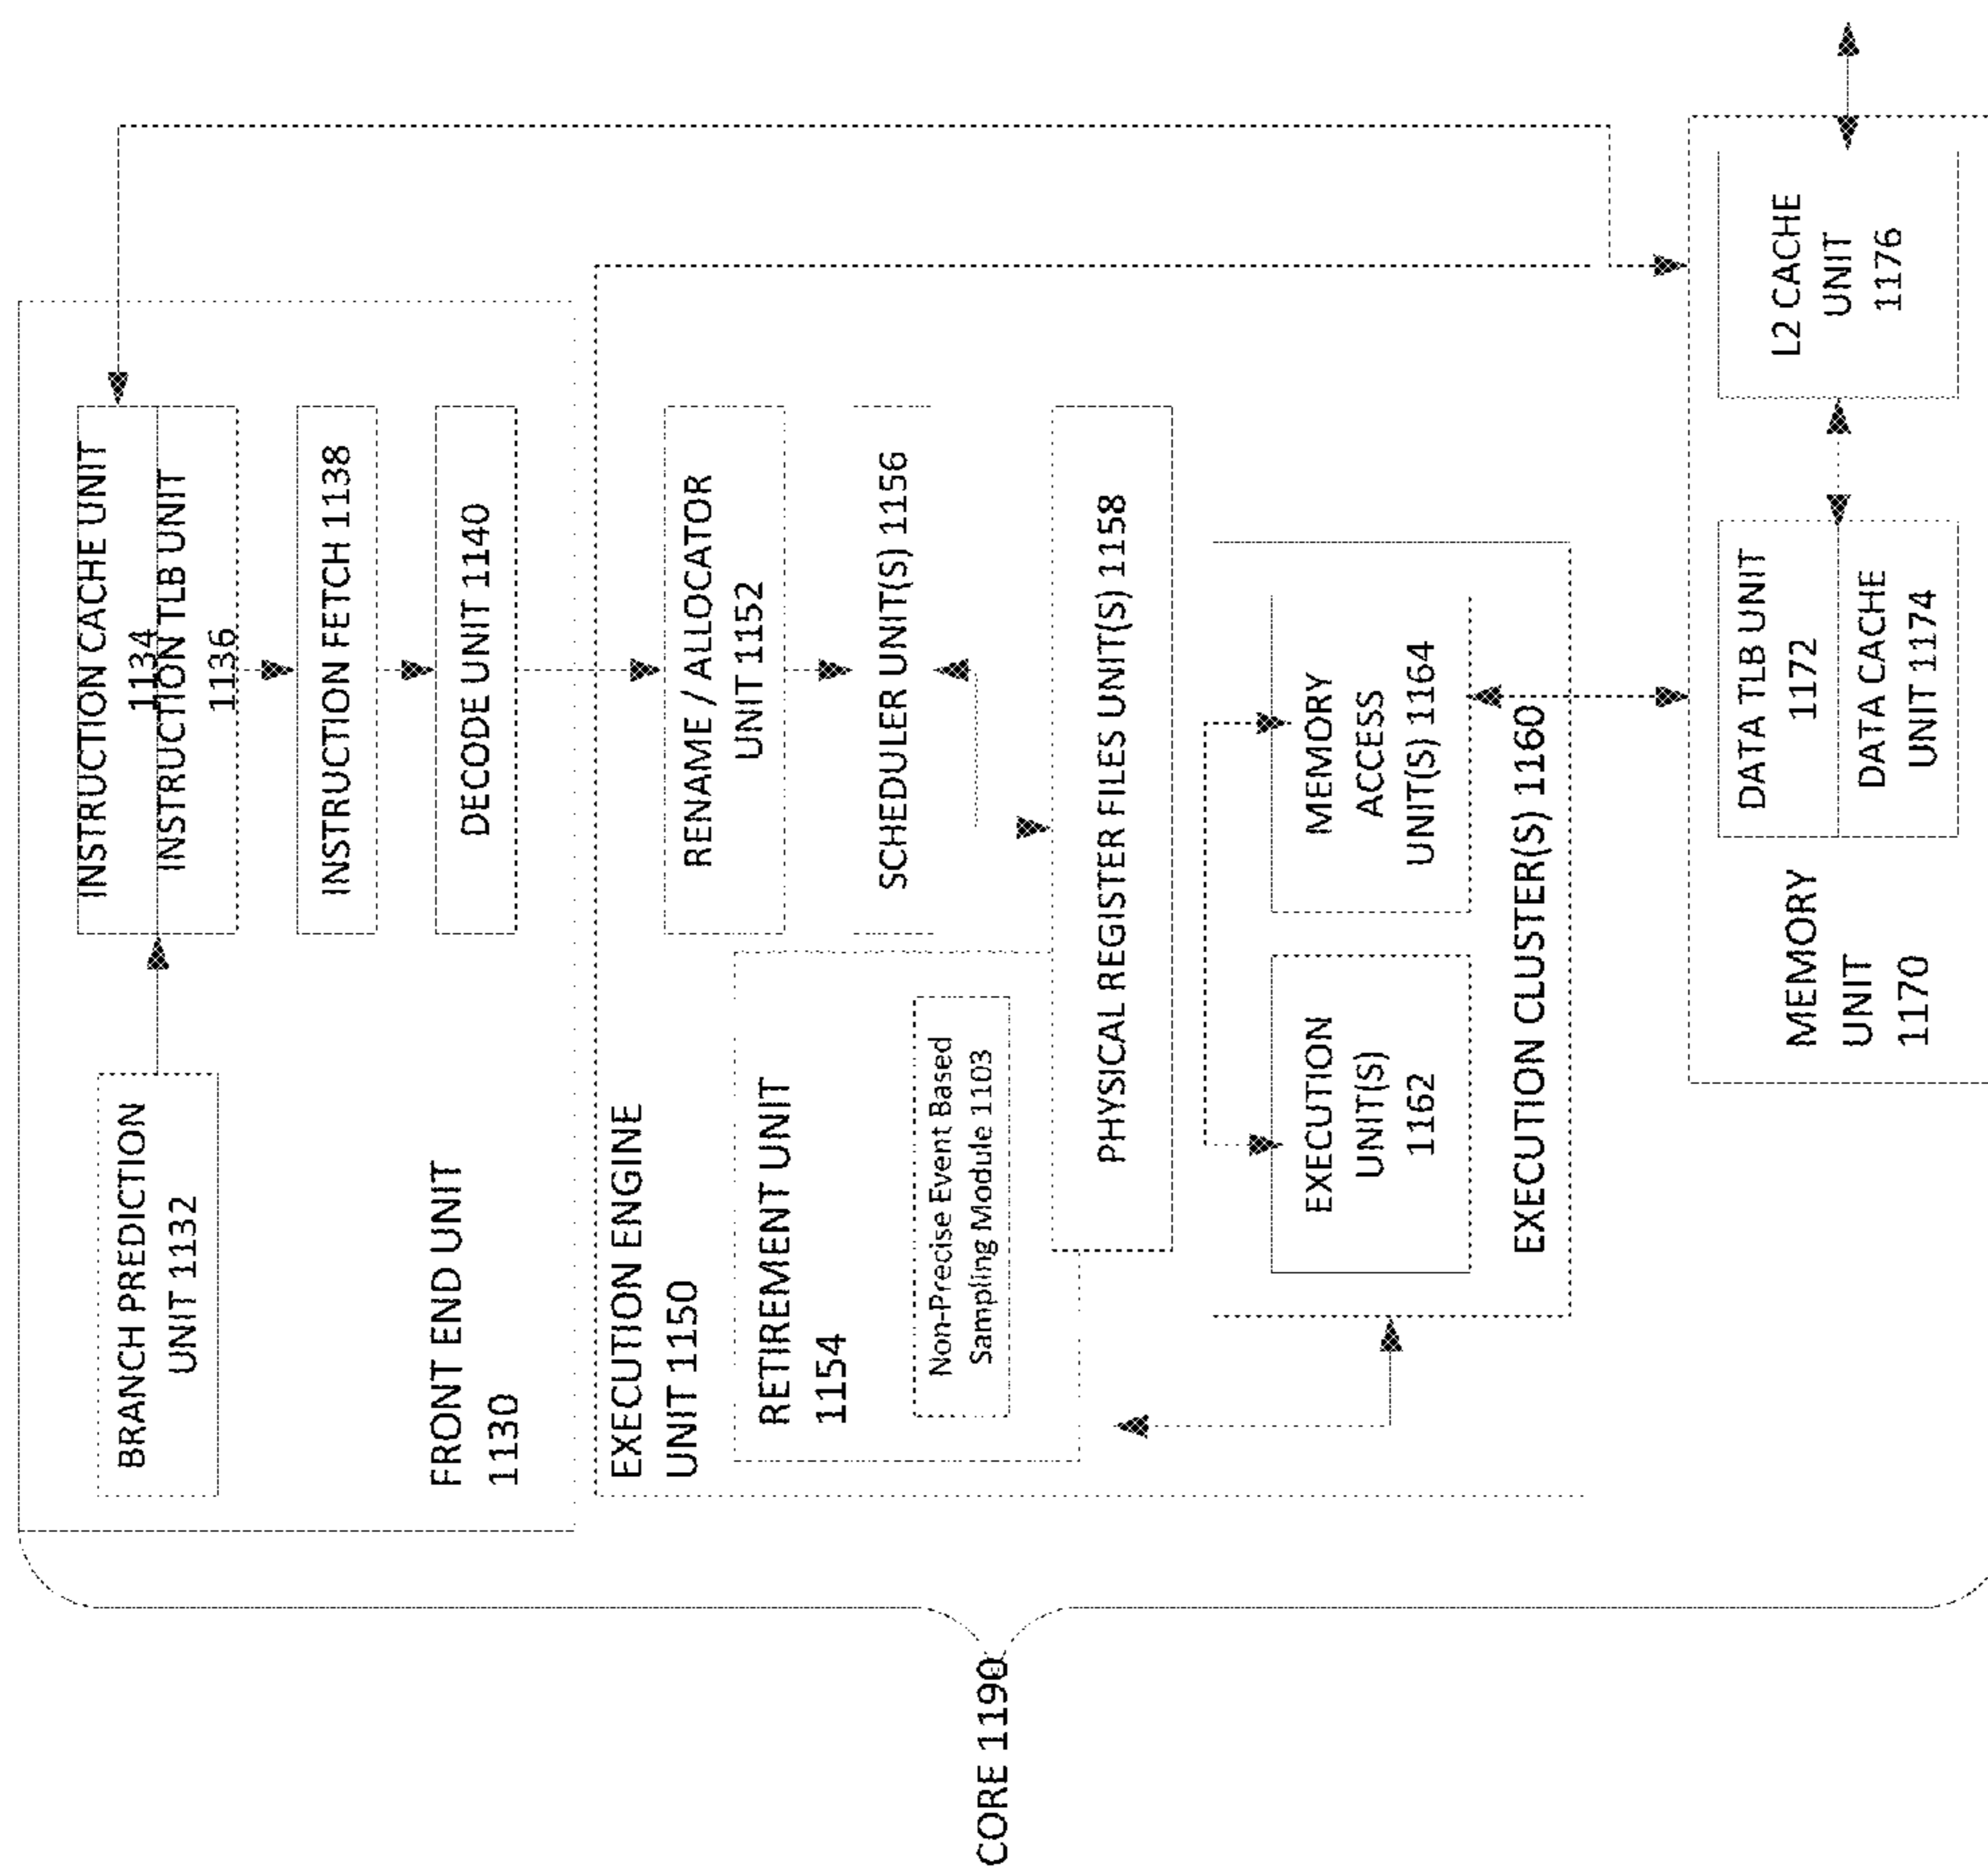 CORE 1190
BRANCH PREDICTION
UNIT 1132
INSTRUCTION CACHE UNIT
1134
INSTRUCTION TLB UNIT
1136
INSTRUCTION FETCH 1138
DECODE UNIT 1140
FRONT END UNIT
1130
EXECUTION ENGINE
UNIT 1150
RENAME / ALLOCATOR
UNIT 1152
RETIREMENT UNIT
1154
SCHEDULER UNIT(S) 1156
Non-Precise Event Based
Sampling Module 1103
PHYSICAL REGISTER FILES UNIT(S) 1158
EXECUTION
UNIT(S)
1162
MEMORY
ACCESS
UNIT(S) 1164
EXECUTION CLUSTER(S) 1160
MEMORY
UNIT
1170
DATA TLB UNIT
1172
DATA CACHE
UNIT 1174
L2 CACHE
UNIT
1176